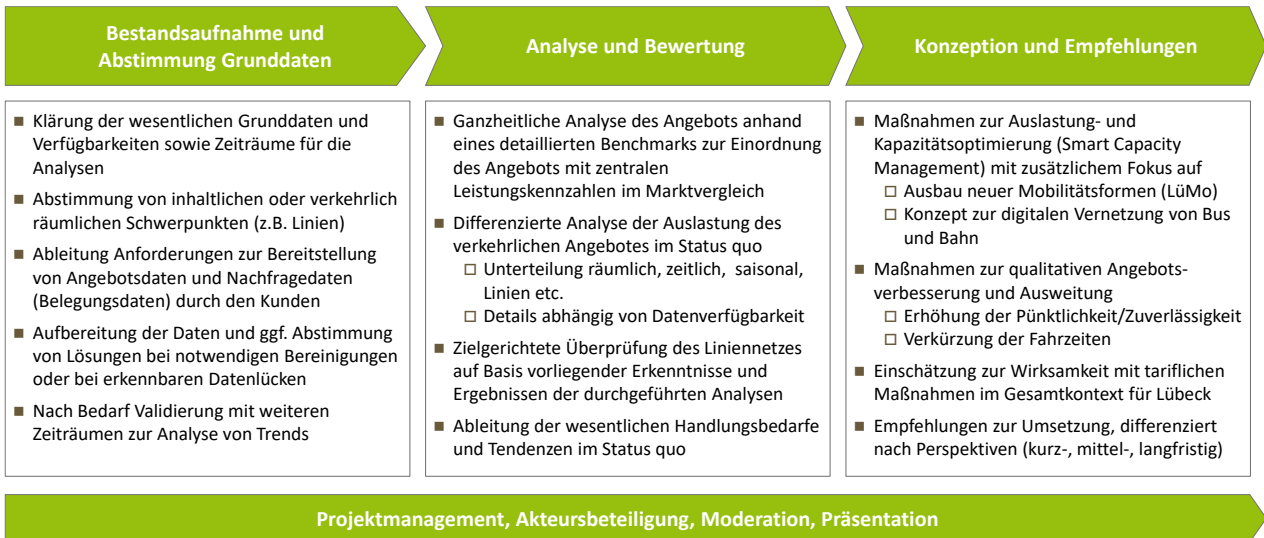 Bestandsaufnahme und
Abstimmung Grunddaten
Analyse und Bewertung
Konzeption und Empfehlungen
■ Klärung der wesentlichen Grunddaten und
Verfügbarkeiten sowie Zeiträume für die
Analysen
■ Abstimmung von inhaltlichen oder verkehrlich
räumlichen Schwerpunkten (z.B. Linien)
■ Ableitung Anforderungen zur Bereitstellung
von Angebotsdaten und Nachfragedaten
(Belegungsdaten) durch den Kunden
■ Aufbereitung der Daten und ggf. Abstimmung
von Lösungen bei notwendigen Bereinigungen
oder bei erkennbaren Datenlücken
■ Nach Bedarf Validierung mit weiteren
Zeiträumen zur Analyse von Trends
■ Ganzheitliche Analyse des Angebots anhand
eines detaillierten Benchmarks zur Einordnung
des Angebots mit zentralen
Leistungskennzahlen im Marktvergleich
■ Differenzierte Analyse der Auslastung des
verkehrlichen Angebotes im Status quo
□ Unterteilung räumlich, zeitlich, saisonal,
Linien etc.
□ Details abhängig von Datenverfügbarkeit
■ Zielgerichtete Überprüfung des Liniennetzes
auf Basis vorliegender Erkenntnisse und
Ergebnissen der durchgeführten Analysen
■ Ableitung der wesentlichen Handlungsbedarfe
und Tendenzen im Status quo
■ Maßnahmen zur Auslastung- und
Kapazitätsoptimierung (Smart Capacity
Management) mit zusätzlichem Fokus auf
□ Ausbau neuer Mobilitätsformen (LüMo)
□ Konzept zur digitalen Vernetzung von Bus
und Bahn
■ Maßnahmen zur qualitativen Angebots-
verbesserung und Ausweitung
□ Erhöhung der Pünktlichkeit/Zuverlässigkeit
□ Verkürzung der Fahrzeiten
■ Einschätzung zur Wirksamkeit mit tariflichen
Maßnahmen im Gesamtkontext für Lübeck
■ Empfehlungen zur Umsetzung, differenziert
nach Perspektiven (kurz-, mittel-, langfristig)
Projektmanagement, Akteursbeteiligung, Moderation, Präsentation